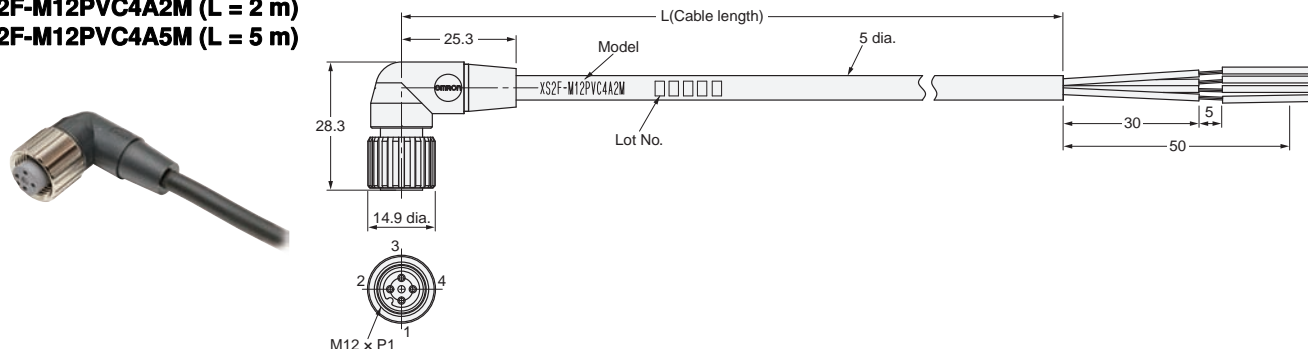 2F-M12PVC4A2M (L = 2 m)
2F-M12PVC4A5M (L = 5 m)
L(Cable length)
25.3
Model
5 dia.
OMRON
XS2F-M12PVC4A2M
28.3
Lot No.
30
5
50
14.9 dia.
3
2
4
1
M12 × P1